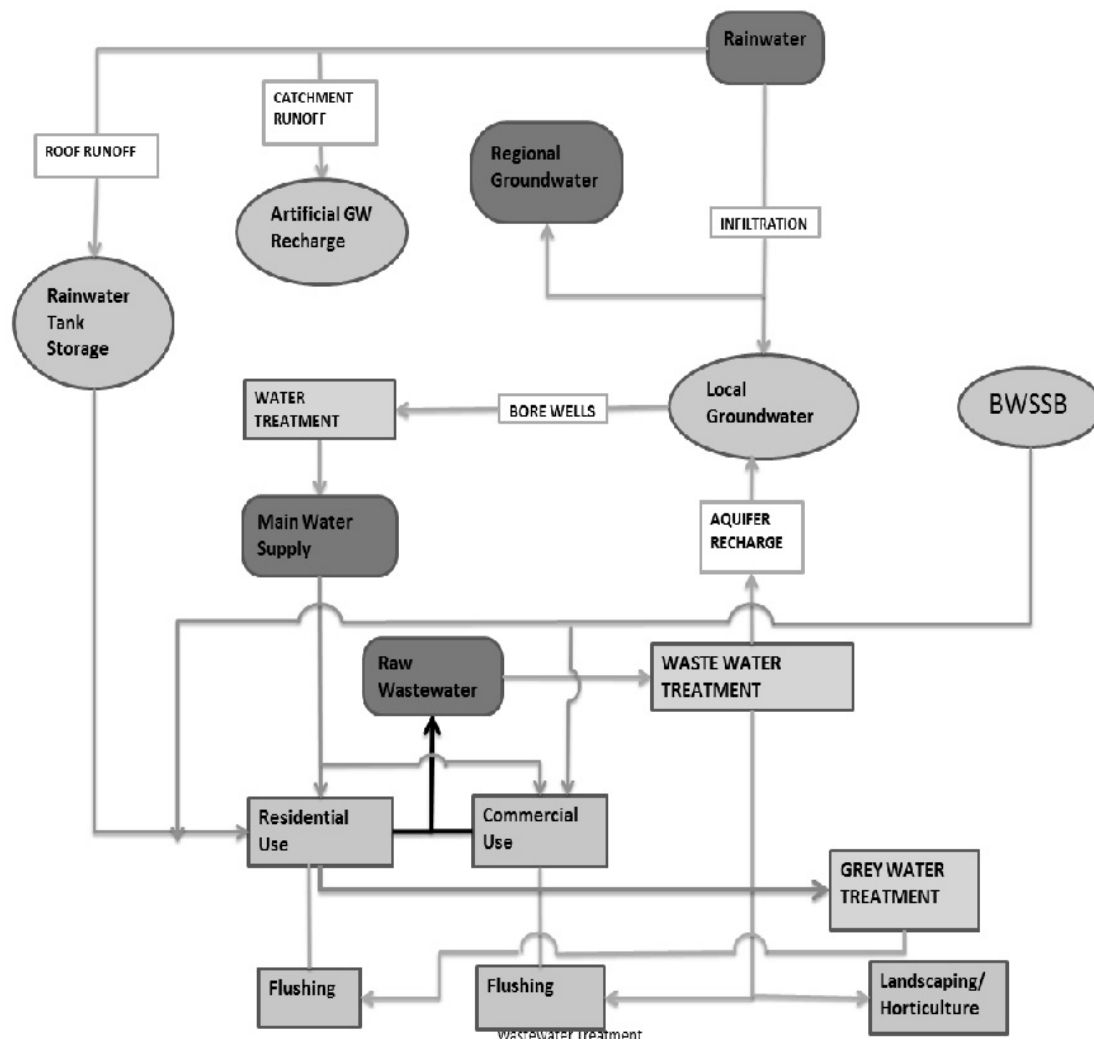 Rainwater
CATCHMENT
RUNOFF
ROOF RUNOFF
Regional
Groundwater
Artificial GW
Recharge
INFILTRATION
Rainwater
Tank
Storage
WATER
TREATMENT
BORE WELLS
Local
Groundwater
BWSSB
Main Water
Supply
AQUIFER
RECHARGE
Raw
Wastewater
WASTE WATER
TREATMENT
Residential
Use
Commercial
Use
GREY WATER
TREATMENT
Flushing
Flushing
Landscaping/
Horticulture
Wastewater Treatment